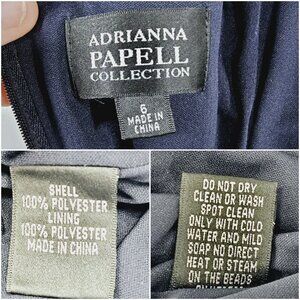 ADRIANNA
PAPELL
COLLECTION
6
MADE IN
CHINA
SHELL
100% POLYESTER
LINING
100% POLYESTER
MADE IN CHINA
DO NOT DRY
CLEAN OR WASH
SPOT CLEAN
ONLY WITH COLD
WATER AND MILD
SOAP NO DIRECT
HEAT OR STEAM
ON THE BEADS